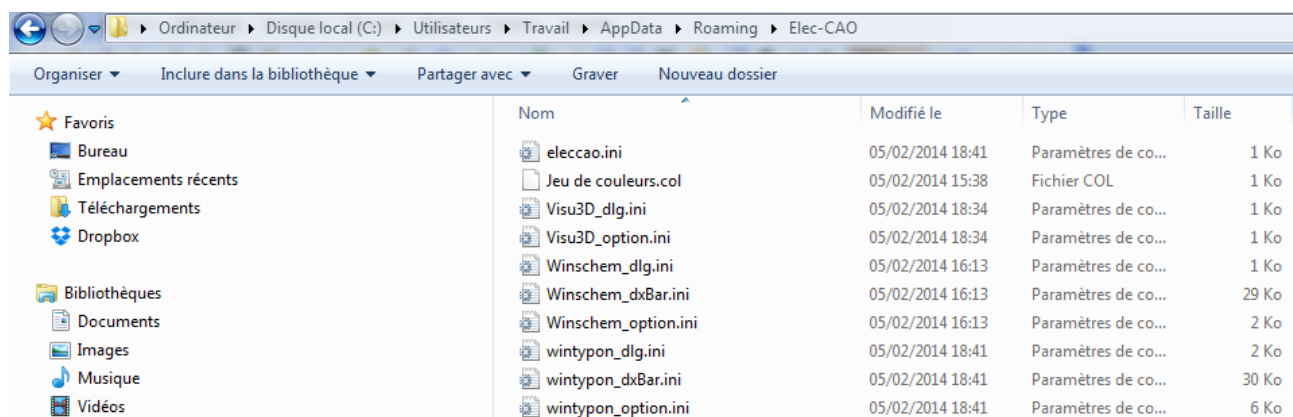 Ordinateur Disque local (C:) Utilisateurs Travail AppData Roaming Elec-CAO
Organiser Inclure dans la bibliothèque Partager avec Graver Nouveau dossier
Nom Modifié le Type Taille
Favoris
Bureau
Emplacements récents
Téléchargements
Dropbox
Bibliothèques
Documents
Images
Musique
Vidéos
eleccao.ini 05/02/2014 18:41 Paramètres de co... 1 Ko
Jeu de couleurs.col 05/02/2014 15:38 Fichier COL 1 Ko
Visu3D_dlg.ini 05/02/2014 18:34 Paramètres de co... 1 Ko
Visu3D_option.ini 05/02/2014 18:34 Paramètres de co... 1 Ko
Winschem_dlg.ini 05/02/2014 16:13 Paramètres de co... 1 Ko
Winschem_dxBar.ini 05/02/2014 16:13 Paramètres de co... 29 Ko
Winschem_option.ini 05/02/2014 16:13 Paramètres de co... 2 Ko
wintypon_dlg.ini 05/02/2014 18:41 Paramètres de co... 2 Ko
wintypon_dxBar.ini 05/02/2014 18:41 Paramètres de co... 30 Ko
wintypon_option.ini 05/02/2014 18:41 Paramètres de co... 6 Ko